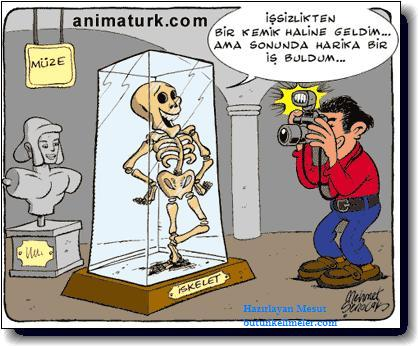 animaturk.com
İŞSİZLİKTEN
BİR KEMİK HALİNE GELDİM...
AMA SONUNDA HARİKA BİR
İŞ BULDUM...
MÜZE
İSKELET
Hazırlayan Mesut
butunkelimeler.com